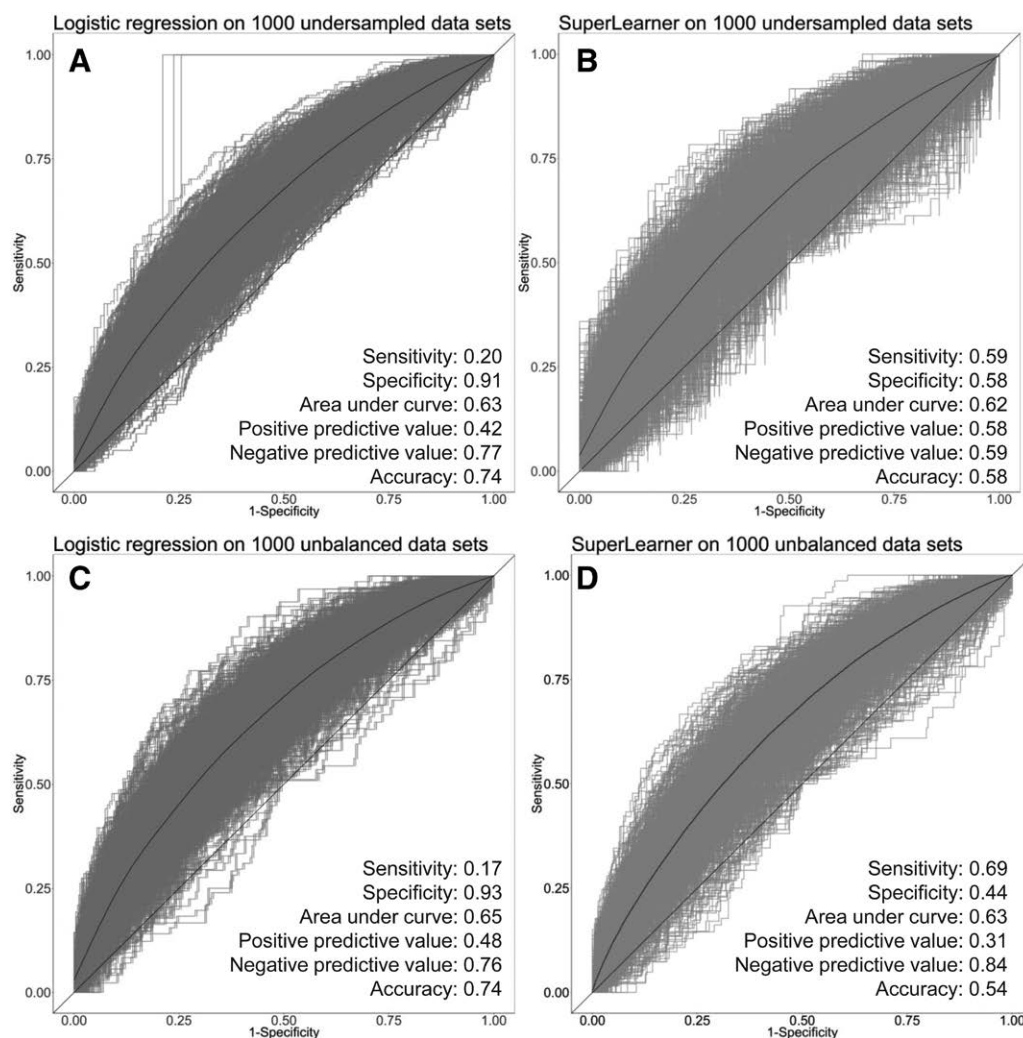 Logistic regression on 1000 undersampled data sets
A
1.00
0.75
0.50
0.25
0.00
Sensitivity
Sensitivity: 0.20
Specificity: 0.91
Area under curve: 0.63
Positive predictive value: 0.42
Negative predictive value: 0.77
Accuracy: 0.74
0.00 0.25 0.50 0.75 1.00
1-Specificity
SuperLearner on 1000 undersampled data sets
B
1.00
0.75
0.50
0.25
0.00
Sensitivity
Sensitivity: 0.59
Specificity: 0.58
Area under curve: 0.62
Positive predictive value: 0.58
Negative predictive value: 0.59
Accuracy: 0.58
0.00 0.25 0.50 0.75 1.00
1-Specificity
Logistic regression on 1000 unbalanced data sets
C
1.00
0.75
0.50
0.25
0.00
Sensitivity
Sensitivity: 0.17
Specificity: 0.93
Area under curve: 0.65
Positive predictive value: 0.48
Negative predictive value: 0.76
Accuracy: 0.74
0.00 0.25 0.50 0.75 1.00
1-Specificity
SuperLearner on 1000 unbalanced data sets
D
1.00
0.75
0.50
0.25
0.00
Sensitivity
Sensitivity: 0.69
Specificity: 0.44
Area under curve: 0.63
Positive predictive value: 0.31
Negative predictive value: 0.84
Accuracy: 0.54
0.00 0.25 0.50 0.75 1.00
1-Specificity